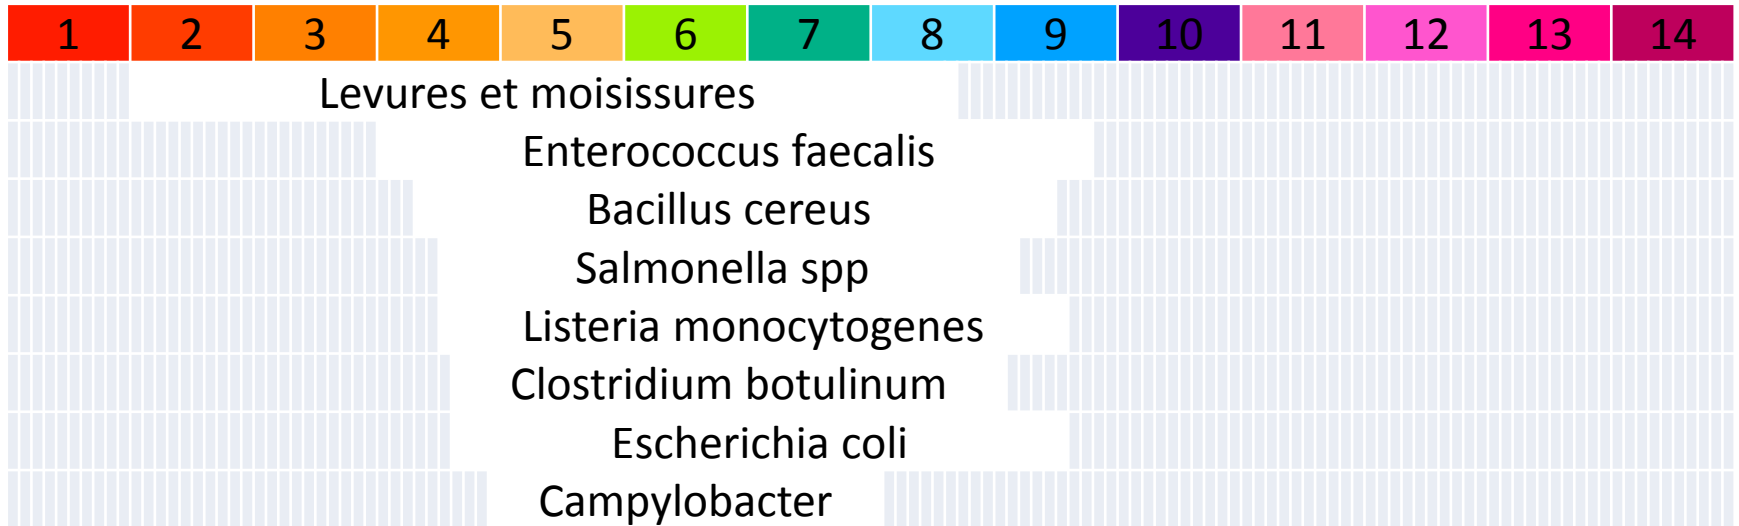 1 2 3 4 5 6 7 8 9 10 11 12 13 14
Levures et moisissures
Enterococcus faecalis
Bacillus cereus
Salmonella spp
Listeria monocytogenes
Clostridium botulinum
Escherichia coli
Campylobacter